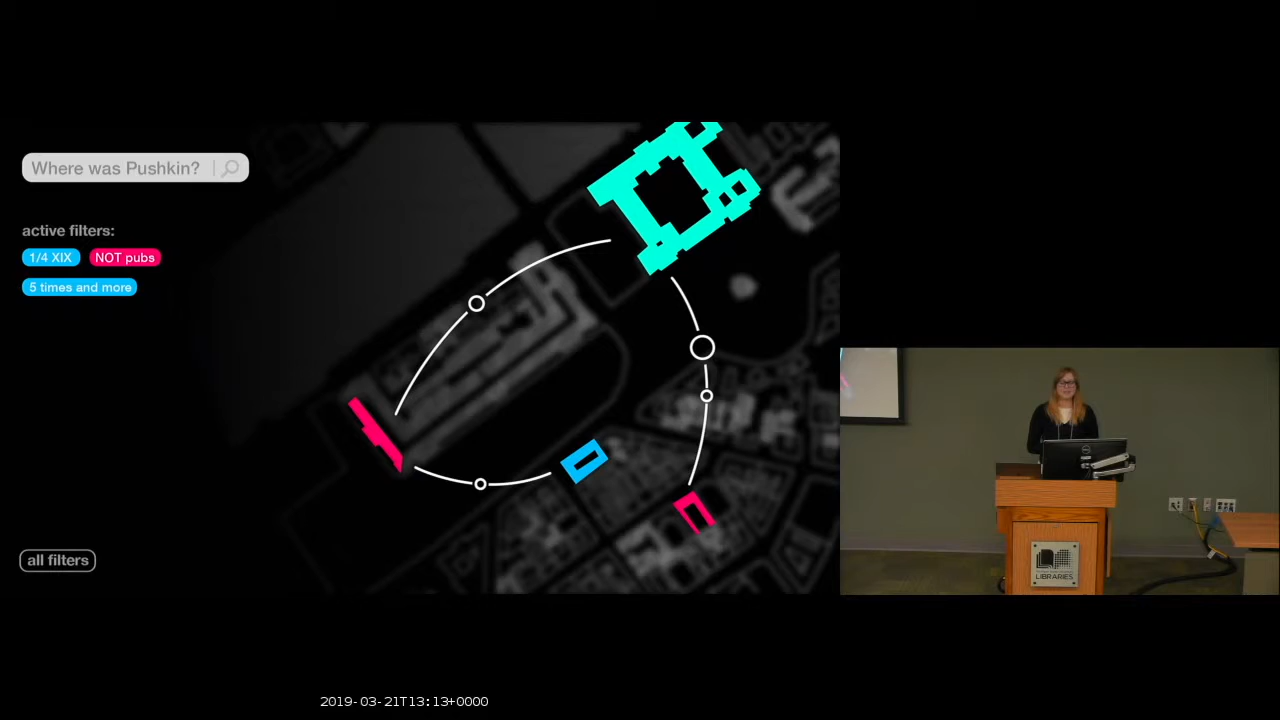 Where was Pushkin?
active filters:
1/4 XIX
NOT pubs
5 times and more
all filters
LIBRARIES
2019-03-21T13:13+0000